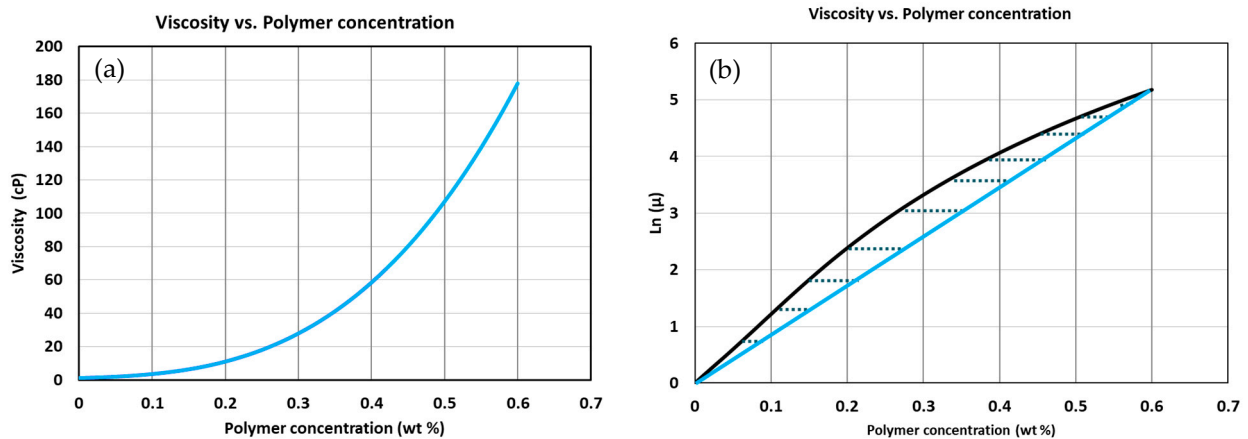 Viscosity vs. Polymer concentration
(a)
200
180
160
140
120
100
80
60
40
20
0
Viscosity (cP)
0 0.1 0.2 0.3 0.4 0.5 0.6 0.7
Polymer concentration (wt %)
Viscosity vs. Polymer concentration
(b)
6
5
4
3
2
1
0
Ln (μ)
0 0.1 0.2 0.3 0.4 0.5 0.6 0.7
Polymer concentration (wt %)